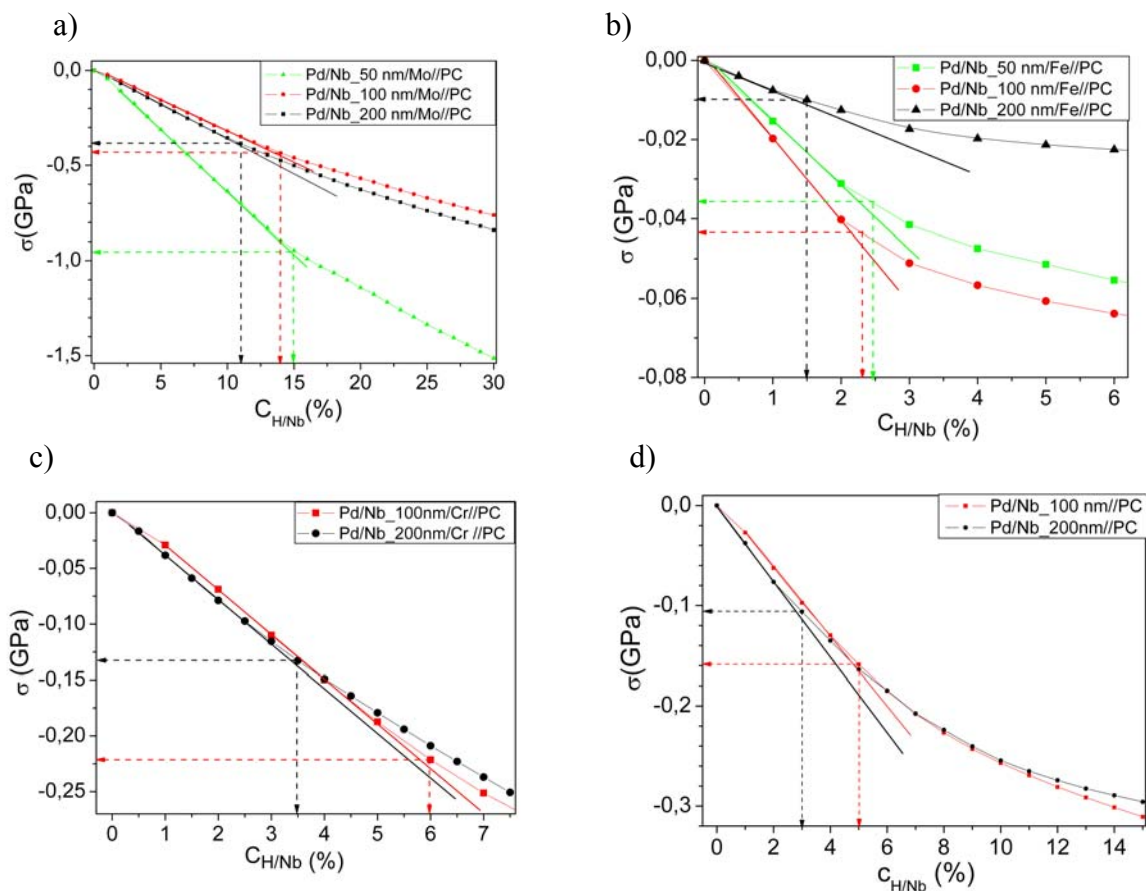 a)
0,0
-0,5
-1,0
-1,5
σ(GPa)
Pd/Nb_50 nm/Mo//PC
Pd/Nb_100 nm/Mo//PC
Pd/Nb_200 nm/Mo//PC
0 5 10 15 20 25 30
C_H/Nb(%)
b)
0,00
-0,02
-0,04
-0,06
-0,08
σ (GPa)
Pd/Nb_50 nm/Fe//PC
Pd/Nb_100 nm/Fe//PC
Pd/Nb_200 nm/Fe//PC
0 1 2 3 4 5 6
C_H/Nb (%)
c)
0,00
-0,05
-0,10
-0,15
-0,20
-0,25
σ (GPa)
Pd/Nb_100nm/Cr//PC
Pd/Nb_200nm/Cr //PC
0 1 2 3 4 5 6 7
C_H/Nb (%)
d)
0,0
-0,1
-0,2
-0,3
σ(GPa)
Pd/Nb_100 nm//PC
Pd/Nb_200nm//PC
0 2 4 6 8 10 12 14
c_H/Nb (%)